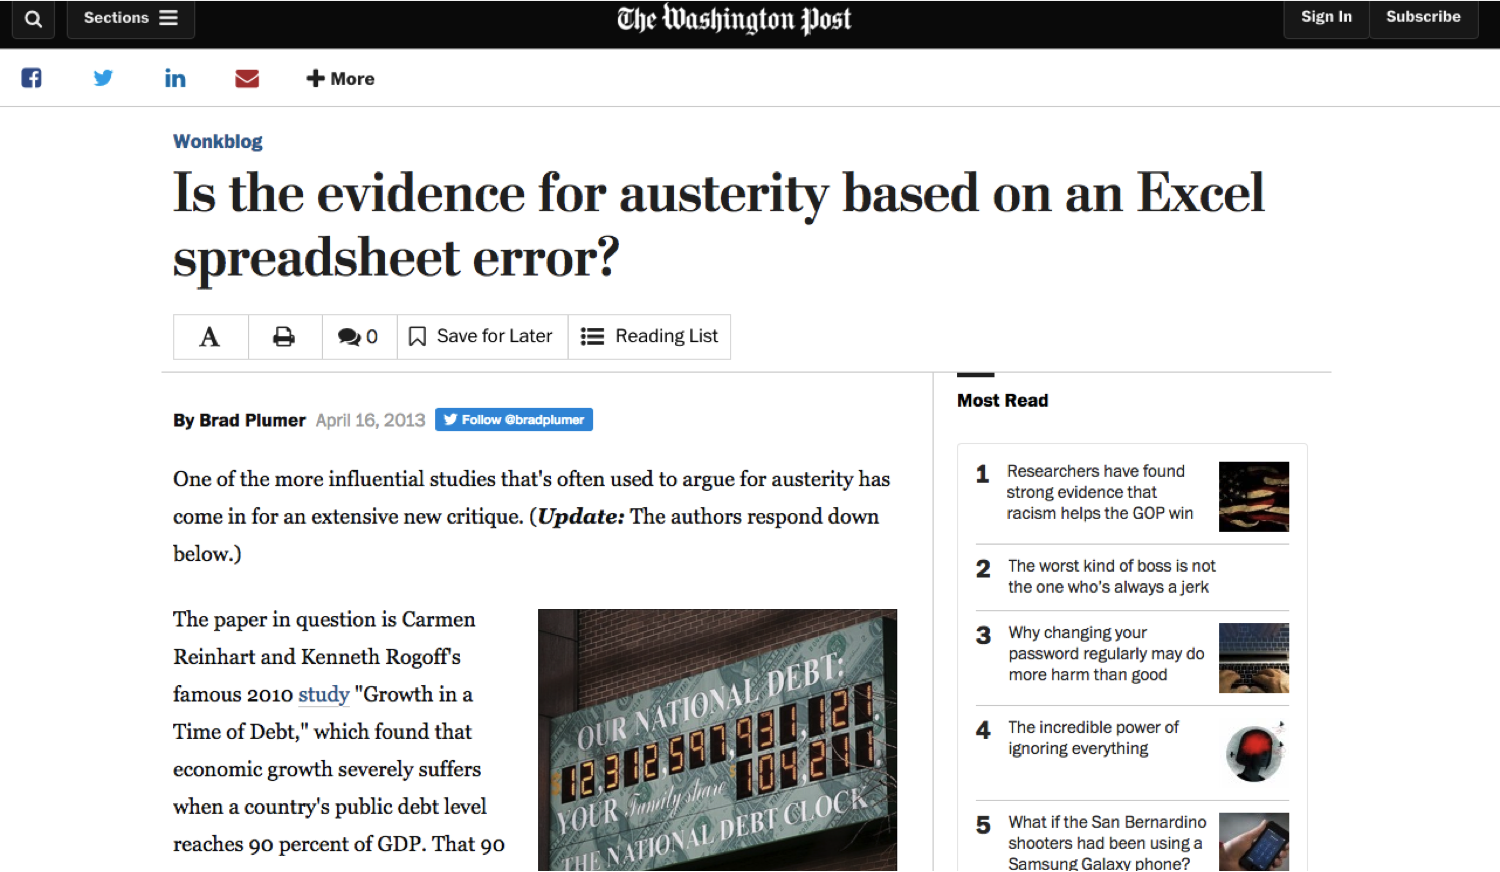 Sections
The Washington Post
Sign In
Subscribe
f
in
More
Wonkblog
Is the evidence for austerity based on an Excel
spreadsheet error?
A
0
Save for Later
Reading List
By Brad Plumer April 16, 2013 Follow @bradplumer
One of the more influential studies that's often used to argue for austerity has
come in for an extensive new critique. (Update: The authors respond down
below.)
The paper in question is Carmen
Reinhart and Kenneth Rogoff's
famous 2010 study "Growth in a
Time of Debt," which found that
economic growth severely suffers
when a country's public debt level
reaches 90 percent of GDP. That 90
OUR NATIONAL DEBT:
12,312,597,931,121.
YOUR Family share $104,211.
THE NATIONAL DEBT CLOCK.
Most Read
1 Researchers have found
strong evidence that
racism helps the GOP win
2 The worst kind of boss is not
the one who's always a jerk
3 Why changing your
password regularly may do
more harm than good
4 The incredible power of
ignoring everything
5 What if the San Bernardino
shooters had been using a
Samsung Galaxy phone?